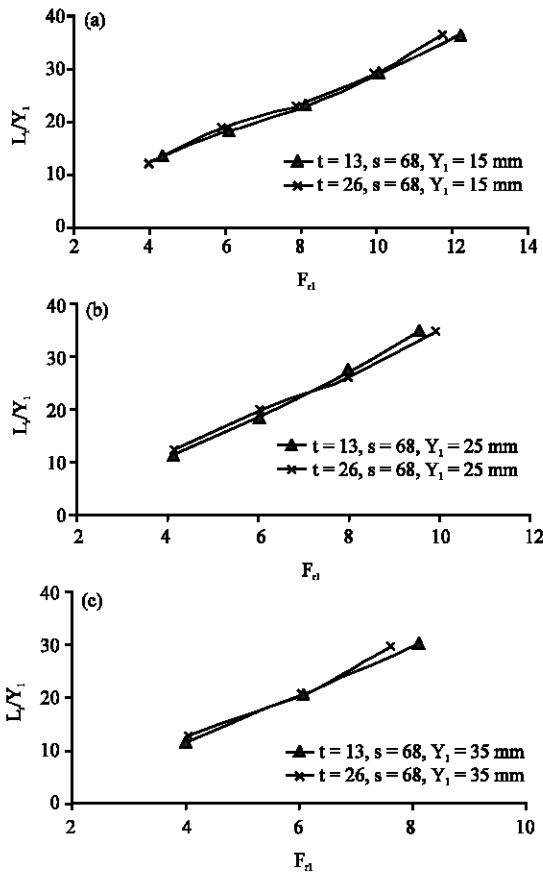 (a)
40
30
20
10
0
Lr/Y1
t = 13, s = 68, Y1 = 15 mm
t = 26, s = 68, Y1 = 15 mm
2 4 6 8 10 12 14
Fr1
(b)
40
30
20
10
0
Lr/Y1
t = 13, s = 68, Y1 = 25 mm
t = 26, s = 68, Y1 = 25 mm
2 4 6 8 10 12
Fr1
(c)
40
30
20
10
0
Lr/Y1
t = 13, s = 68, Y1 = 35 mm
t = 26, s = 68, Y1 = 35 mm
2 4 6 8 10
Fr1